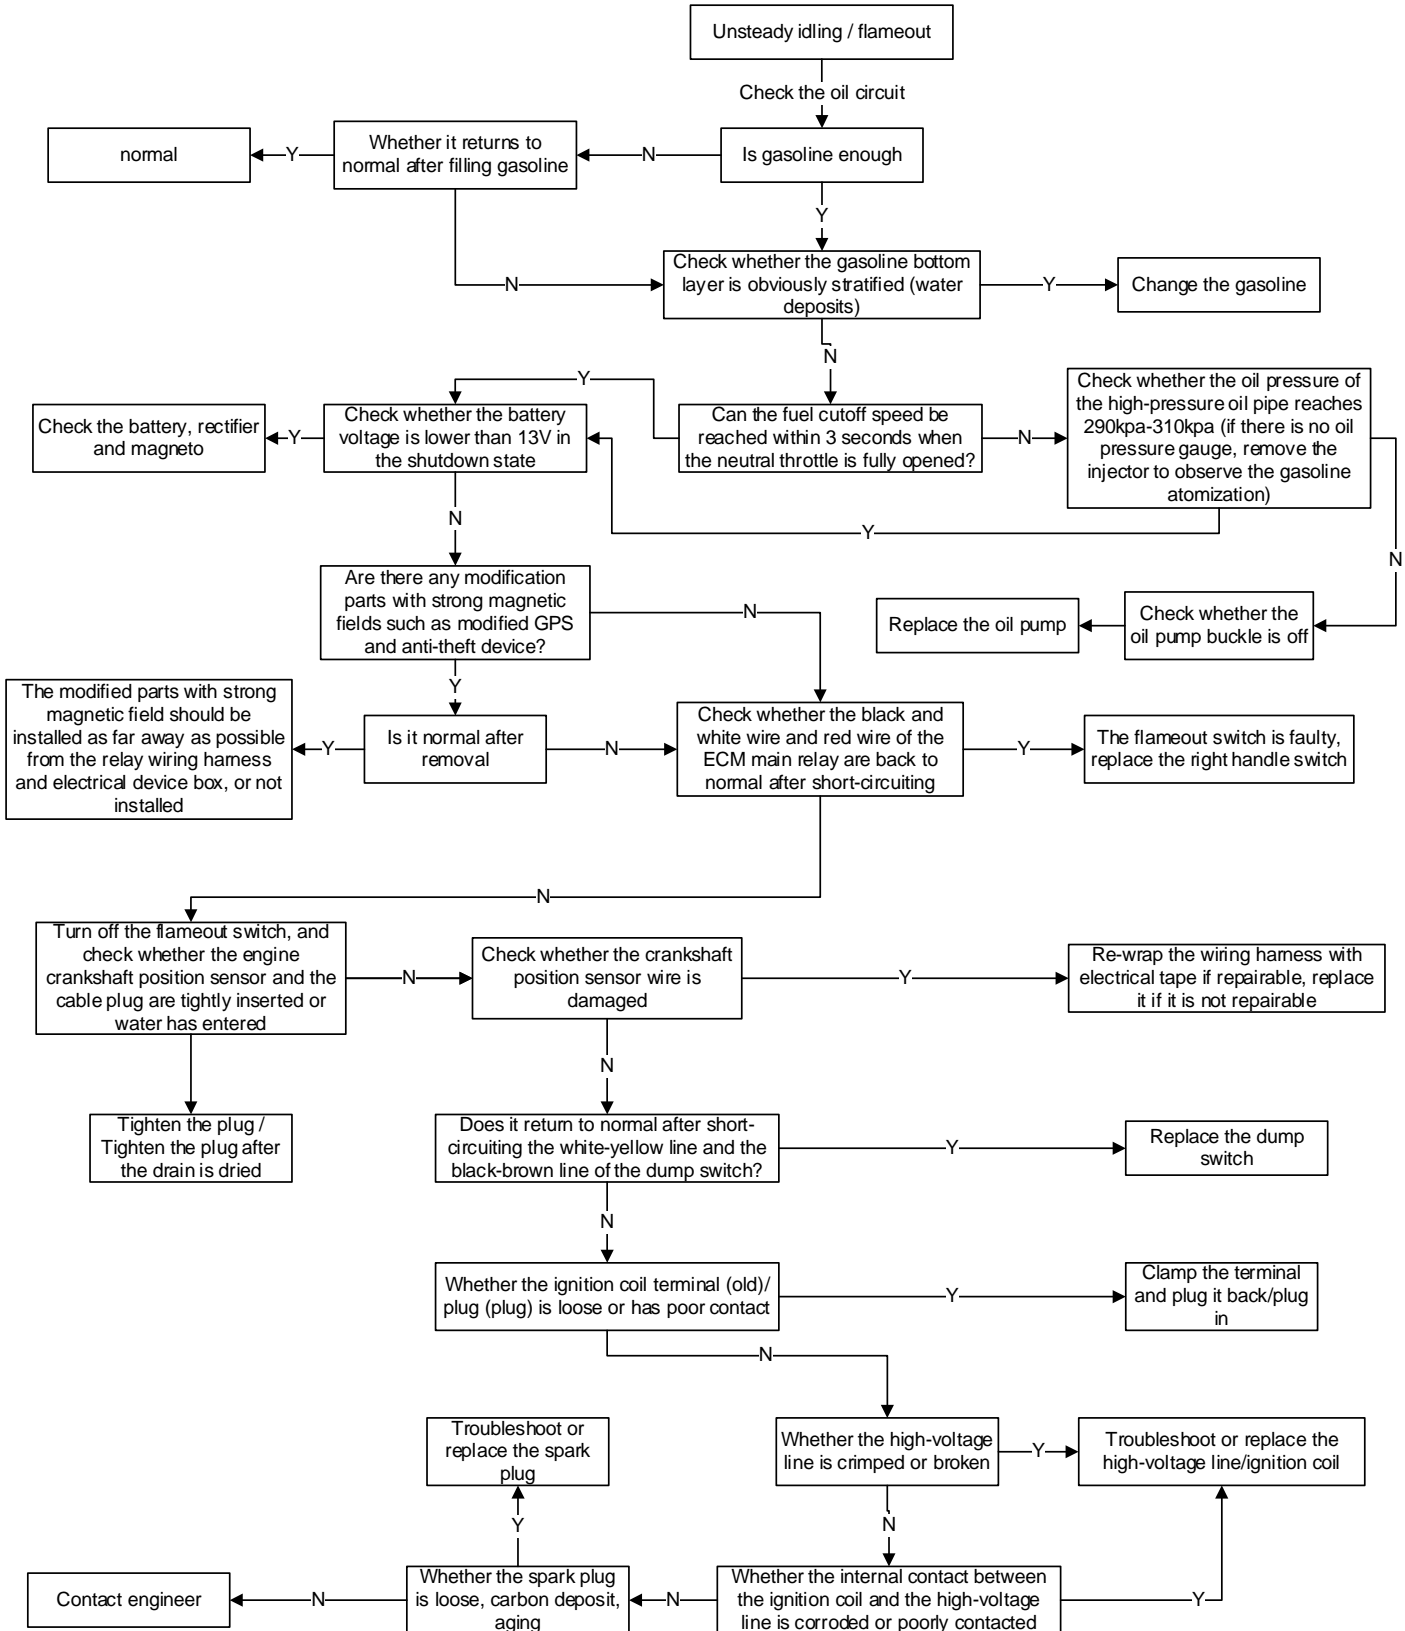 Unsteady idling / flameout
Check the oil circuit
normal
Y
Whether it returns to
normal after filling gasoline
N
Is gasoline enough
Y
N
Check whether the gasoline bottom
layer is obviously stratified (water
deposits)
Y
Change the gasoline
N
Y
Check the battery, rectifier
and magneto
Y
Check whether the battery
voltage is lower than 13V in
the shutdown state
Can the fuel cutoff speed be
reached within 3 seconds when
the neutral throttle is fully opened?
N
Check whether the oil pressure of
the high-pressure oil pipe reaches
290kpa-310kpa (if there is no oil
pressure gauge, remove the
injector to observe the gasoline
atomization)
N
Y
N
Are there any modification
parts with strong magnetic
fields such as modified GPS
and anti-theft device?
N
Replace the oil pump
Check whether the
oil pump buckle is off
Y
The modified parts with strong
magnetic field should be
installed as far away as possible
from the relay wiring harness
and electrical device box, or not
installed
Y
Is it normal after
removal
N
Check whether the black and
white wire and red wire of the
ECM main relay are back to
normal after short-circuiting
Y
The flameout switch is faulty,
replace the right handle switch
N
Turn off the flameout switch, and
check whether the engine
crankshaft position sensor and the
cable plug are tightly inserted or
water has entered
N
Check whether the crankshaft
position sensor wire is
damaged
Y
Re-wrap the wiring harness with
electrical tape if repairable, replace
it if it is not repairable
N
Tighten the plug /
Tighten the plug after
the drain is dried
Does it return to normal after short-
circuiting the white-yellow line and the
black-brown line of the dump switch?
Y
Replace the dump
switch
N
Whether the ignition coil terminal (old)/
plug (plug) is loose or has poor contact
Y
Clamp the terminal
and plug it back/plug
in
N
Troubleshoot or
replace the spark
plug
Whether the high-voltage
line is crimped or broken
Y
Troubleshoot or replace the
high-voltage line/ignition coil
Y
N
Contact engineer
N
Whether the spark plug
is loose, carbon deposit,
aging
N
Whether the internal contact between
the ignition coil and the high-voltage
line is corroded or poorly contacted
Y